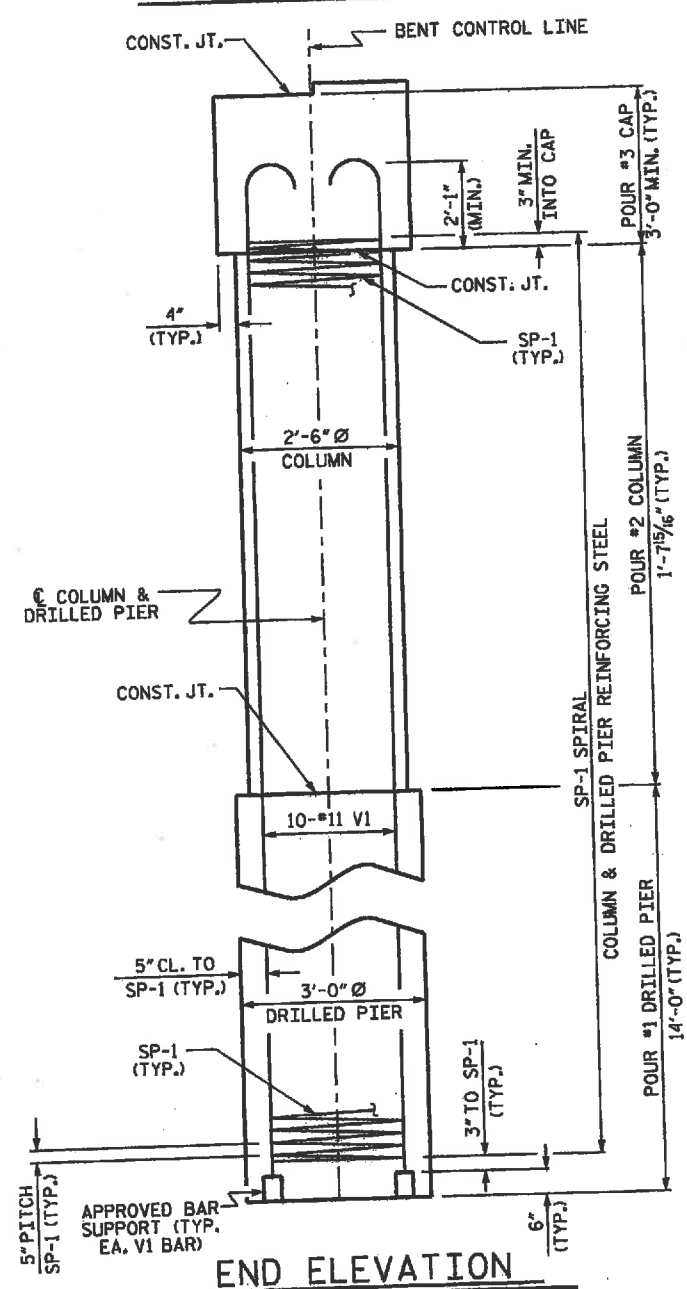 CONST. JT.
BENT CONTROL LINE
2'-1"
(MIN.)
3" MIN.
INTO CAP
POUR #3 CAP
3'-0" MIN. (TYP.)
CONST. JT.
4"
(TYP.)
SP-1
(TYP.)
2'-6" Ø
COLUMN
POUR #2 COLUMN
1'-7 15/16" (TYP.)
℄ COLUMN &
DRILLED PIER
SP-1 SPIRAL
COLUMN & DRILLED PIER REINFORCING STEEL
CONST. JT.
10-#11 V1
5" CL. TO
SP-1 (TYP.)
3'-0" Ø
DRILLED PIER
POUR #1 DRILLED PIER
14'-0" (TYP.)
SP-1
(TYP.)
3" TO SP-1
(TYP.)
5" PITCH
SP-1 (TYP.)
APPROVED BAR
SUPPORT (TYP.
EA. V1 BAR)
6"
(TYP.)
END ELEVATION